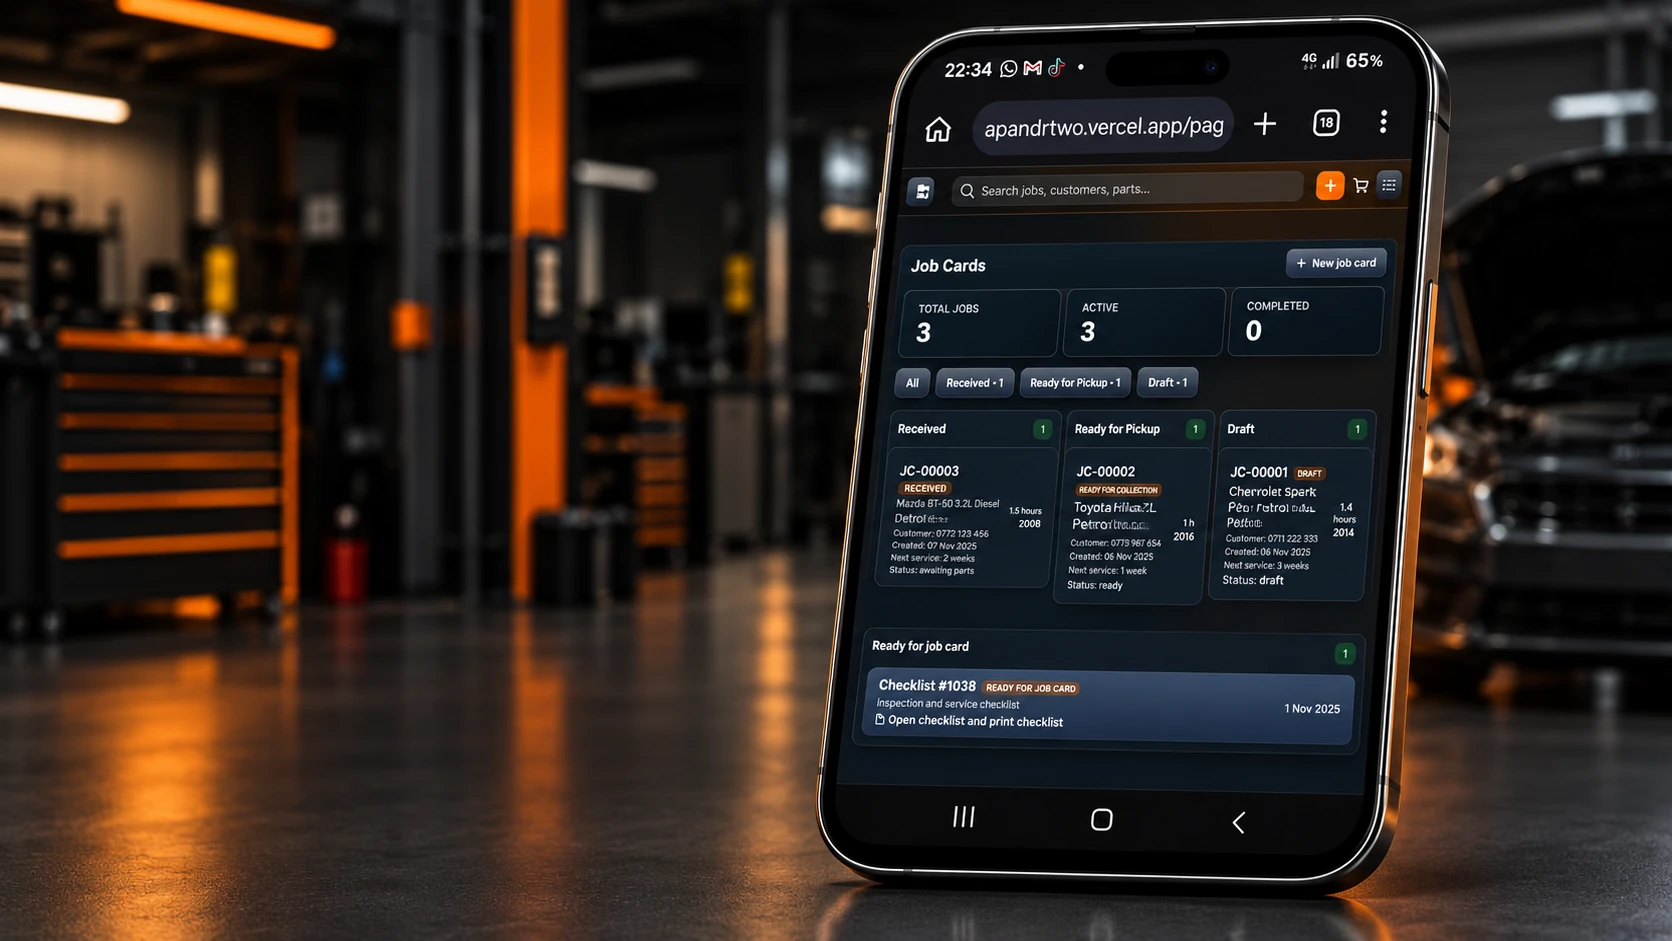 22:34
4G 65%
apandrtwo.vercel.app/pag
18
Search jobs, customers, parts...
Job Cards
+ New job card
TOTAL JOBS
3
ACTIVE
3
COMPLETED
0
All
Received • 1
Ready for Pickup • 1
Draft • 1
Received 1
JC-00003
RECEIVED
Mazda BT-50 3.2L Diesel
1.5 hours
2008
Customer: 0772 123 456
Created: 07 Nov 2025
Next service: 2 weeks
Status: awaiting parts
Ready for Pickup 1
JC-00002
READY FOR COLLECTION
Toyota
1 h
2016
Customer: 0773 967 654
Created: 06 Nov 2025
Next service: 1 week
Status: ready
Draft 1
JC-00001 DRAFT
Cherrolet Spark
1.4
hours
2014
Customer: 0711 222 333
Created: 06 Nov 2025
Next service: 3 weeks
Status: draft
Ready for job card 1
Checklist #1038 READY FOR JOB CARD
Inspection and service checklist
1 Nov 2025
Open checklist and print checklist